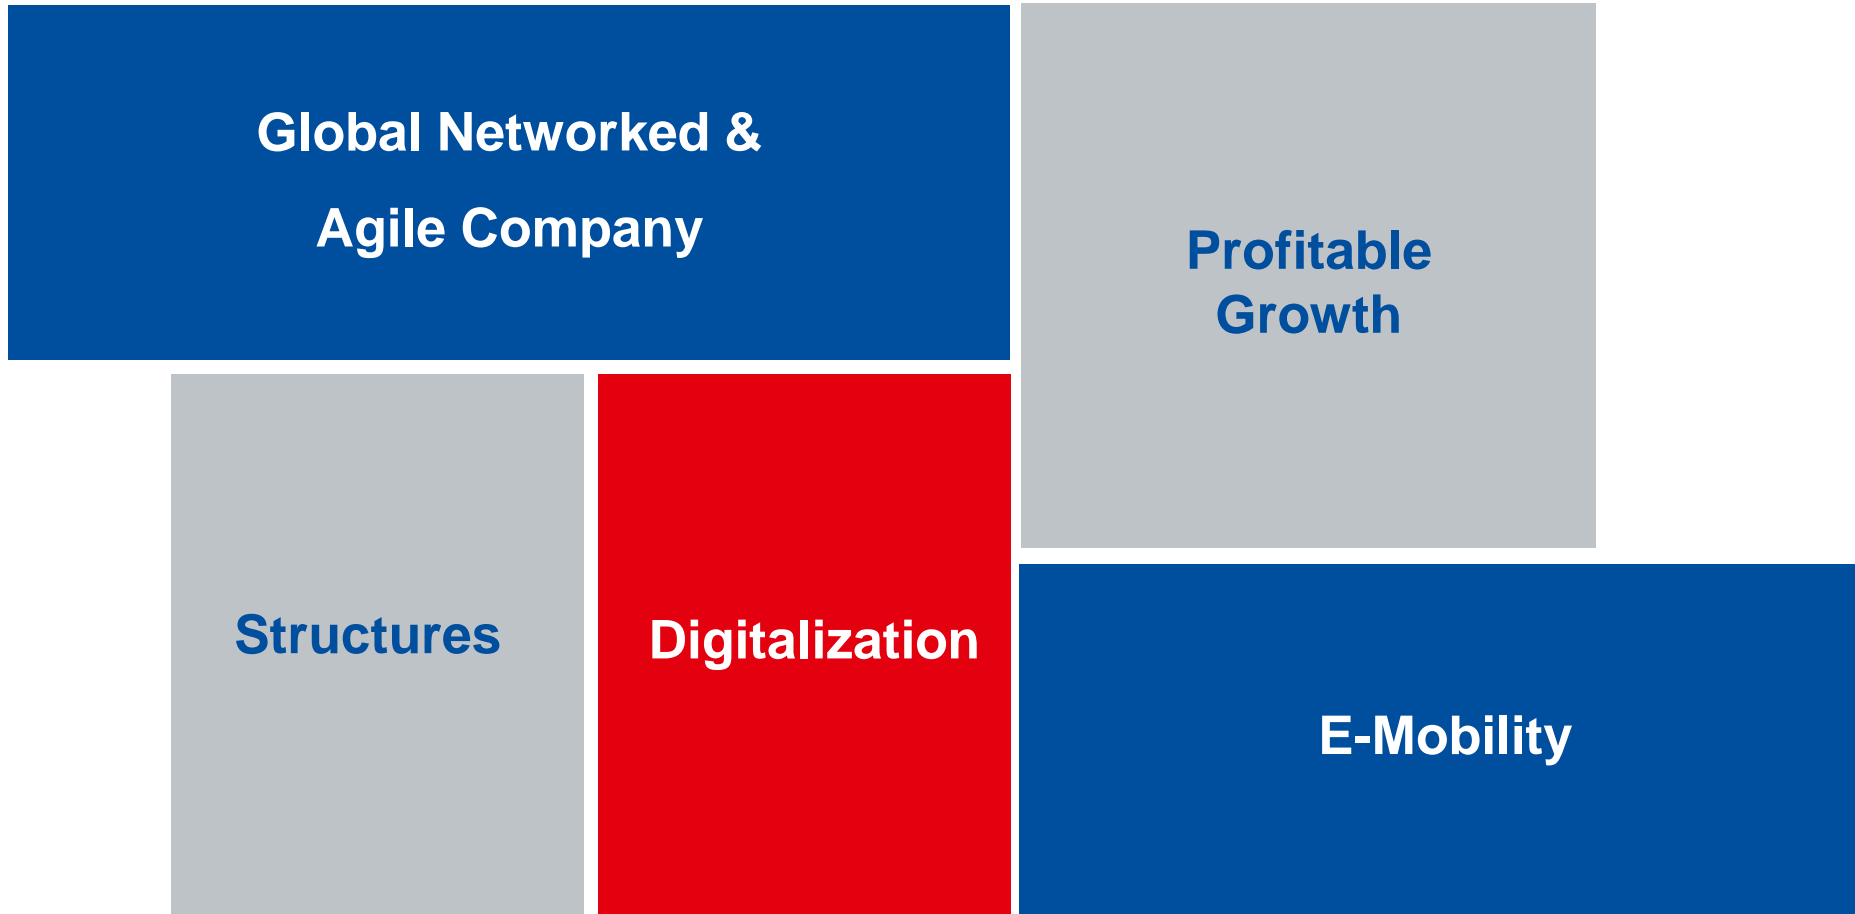 Global Networked &
Agile Company
Profitable
Growth
Structures
Digitalization
E-Mobility